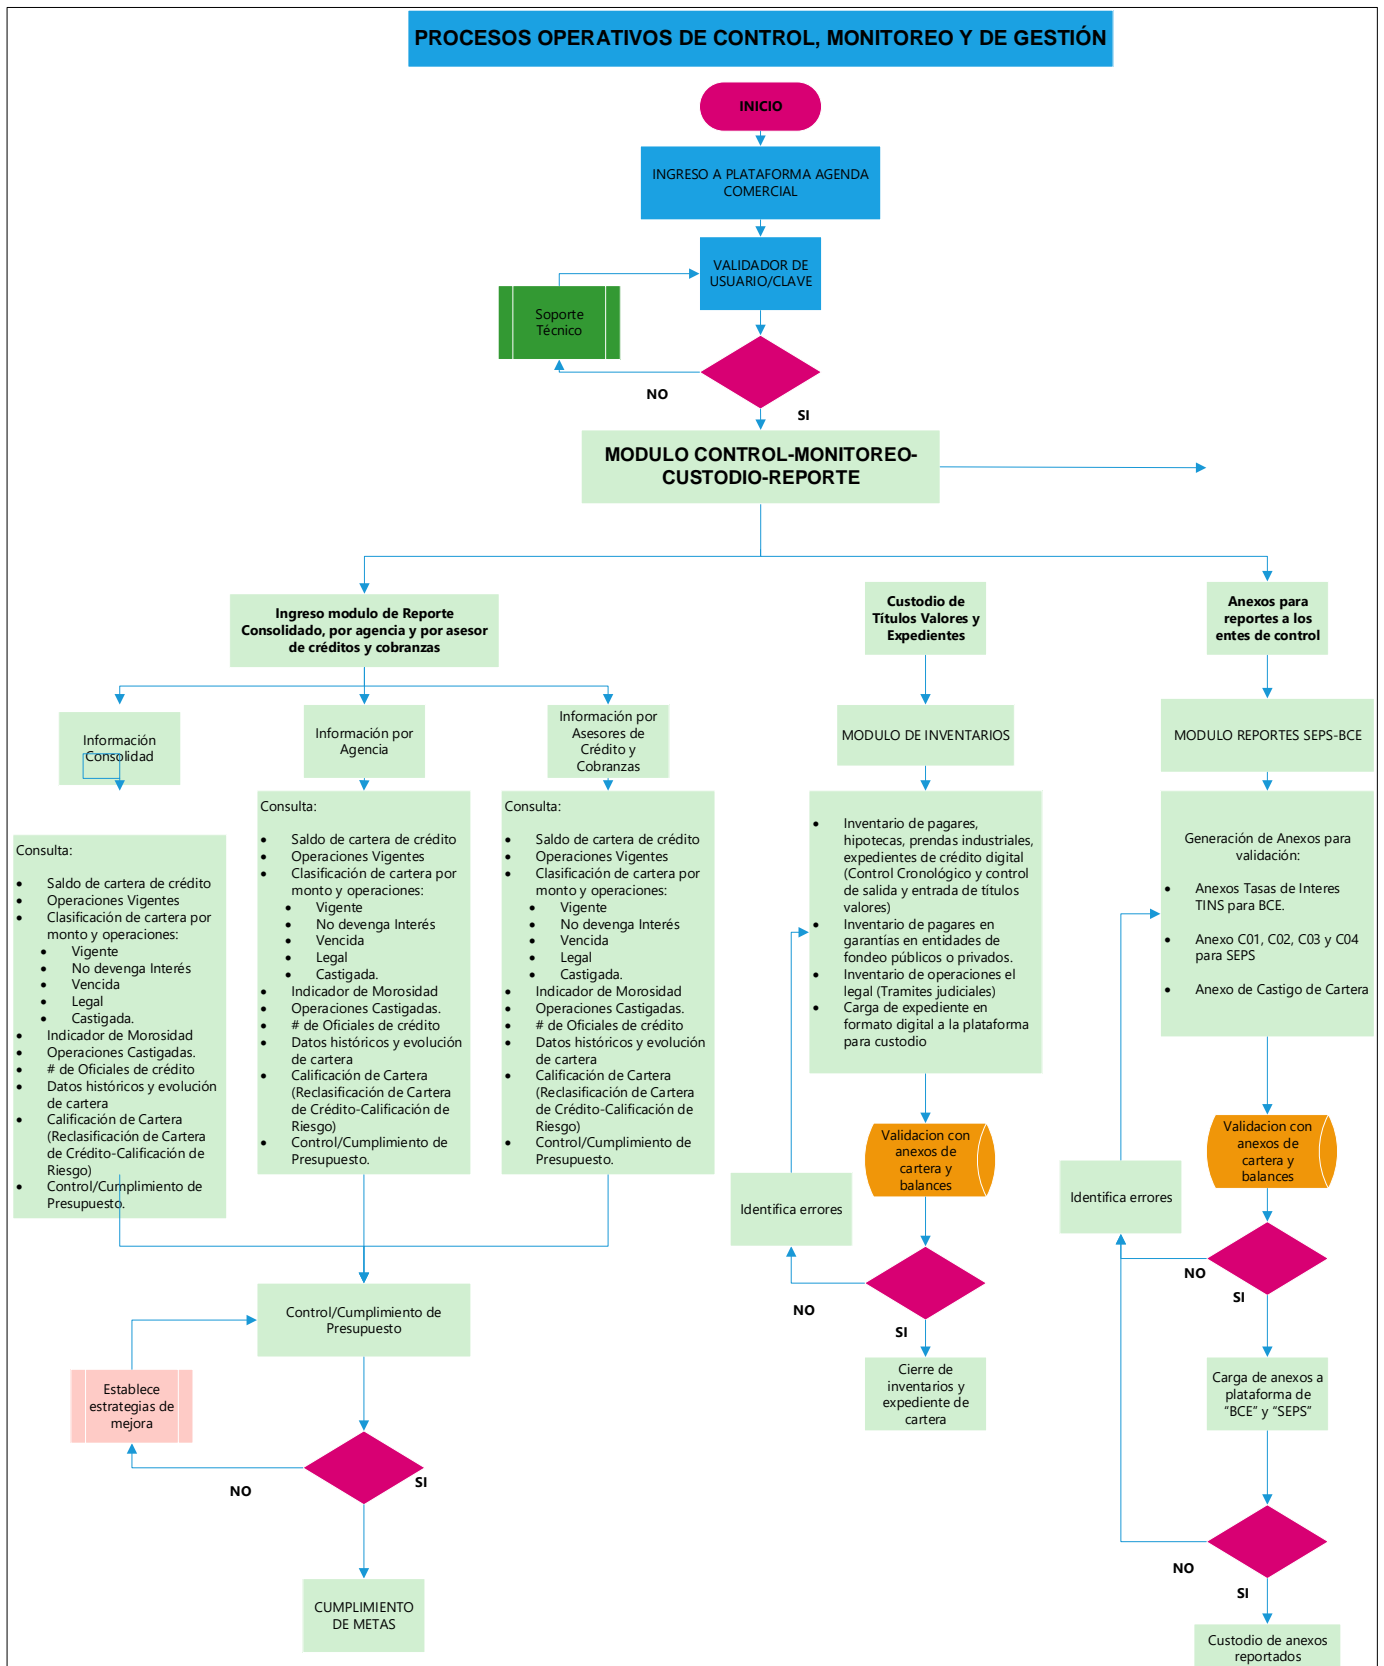 PROCESOS OPERATIVOS DE CONTROL, MONITOREO Y DE GESTIÓN
INICIO
INGRESO A PLATAFORMA AGENDA
COMERCIAL
VALIDADOR DE
USUARIO/CLAVE
Soporte
Técnico
NO
SI
MODULO CONTROL-MONITOREO-
CUSTODIO-REPORTE
Ingreso modulo de Reporte
Consolidado, por agencia y por asesor
de créditos y cobranzas
Custodio de
Títulos Valores y
Expedientes
Anexos para
reportes a los
entes de control
Información
Consolidad
Información por
Agencia
Información por
Asesores de
Crédito y
Cobranzas
MODULO DE INVENTARIOS
MODULO REPORTES SEPS-BCE
Consulta:
• Saldo de cartera de crédito
• Operaciones Vigentes
• Clasificación de cartera por
monto y operaciones:
• Vigente
• No devenga Interés
• Vencida
• Legal
• Castigada.
• Indicador de Morosidad
• Operaciones Castigadas.
• # de Oficiales de crédito
• Datos históricos y evolución
de cartera
• Calificación de Cartera
(Reclasificación de Cartera
de Crédito-Calificación de
Riesgo)
• Control/Cumplimiento de
Presupuesto.
Consulta:
• Saldo de cartera de crédito
• Operaciones Vigentes
• Clasificación de cartera por
monto y operaciones:
• Vigente
• No devenga Interés
• Vencida
• Legal
• Castigada.
• Indicador de Morosidad
• Operaciones Castigadas.
• # de Oficiales de crédito
• Datos históricos y evolución
de cartera
• Calificación de Cartera
(Reclasificación de Cartera
de Crédito-Calificación de
Riesgo)
• Control/Cumplimiento de
Presupuesto.
Consulta:
• Saldo de cartera de crédito
• Operaciones Vigentes
• Clasificación de cartera por
monto y operaciones:
• Vigente
• No devenga Interés
• Vencida
• Legal
• Castigada.
• Indicador de Morosidad
• Operaciones Castigadas.
• # de Oficiales de crédito
• Datos históricos y evolución
de cartera
• Calificación de Cartera
(Reclasificación de Cartera
de Crédito-Calificación de
Riesgo)
• Control/Cumplimiento de
Presupuesto.
• Inventario de pagares,
hipotecas, prendas industriales,
expedientes de crédito digital
(Control Cronológico y control
de salida y entrada de títulos
valores)
• Inventario de pagares en
garantías en entidades de
fondeo públicos o privados.
• Inventario de operaciones el
legal (Tramites judiciales)
• Carga de expediente en
formato digital a la plataforma
para custodio
Generación de Anexos para
validación:
• Anexos Tasas de Interes
TINS para BCE.
• Anexo C01, C02, C03 y C04
para SEPS
• Anexo de Castigo de Cartera
Validacion con
anexos de
cartera y
balances
Identifica errores
NO
SI
Cierre de
inventarios y
expediente de
cartera
Validacion con
anexos de
cartera y
balances
Identifica errores
NO
SI
Carga de anexos a
plataforma de
“BCE” y “SEPS”
NO
SI
Custodio de anexos
reportados
Control/Cumplimiento de
Presupuesto
Establece
estrategias de
mejora
NO
SI
CUMPLIMIENTO
DE METAS